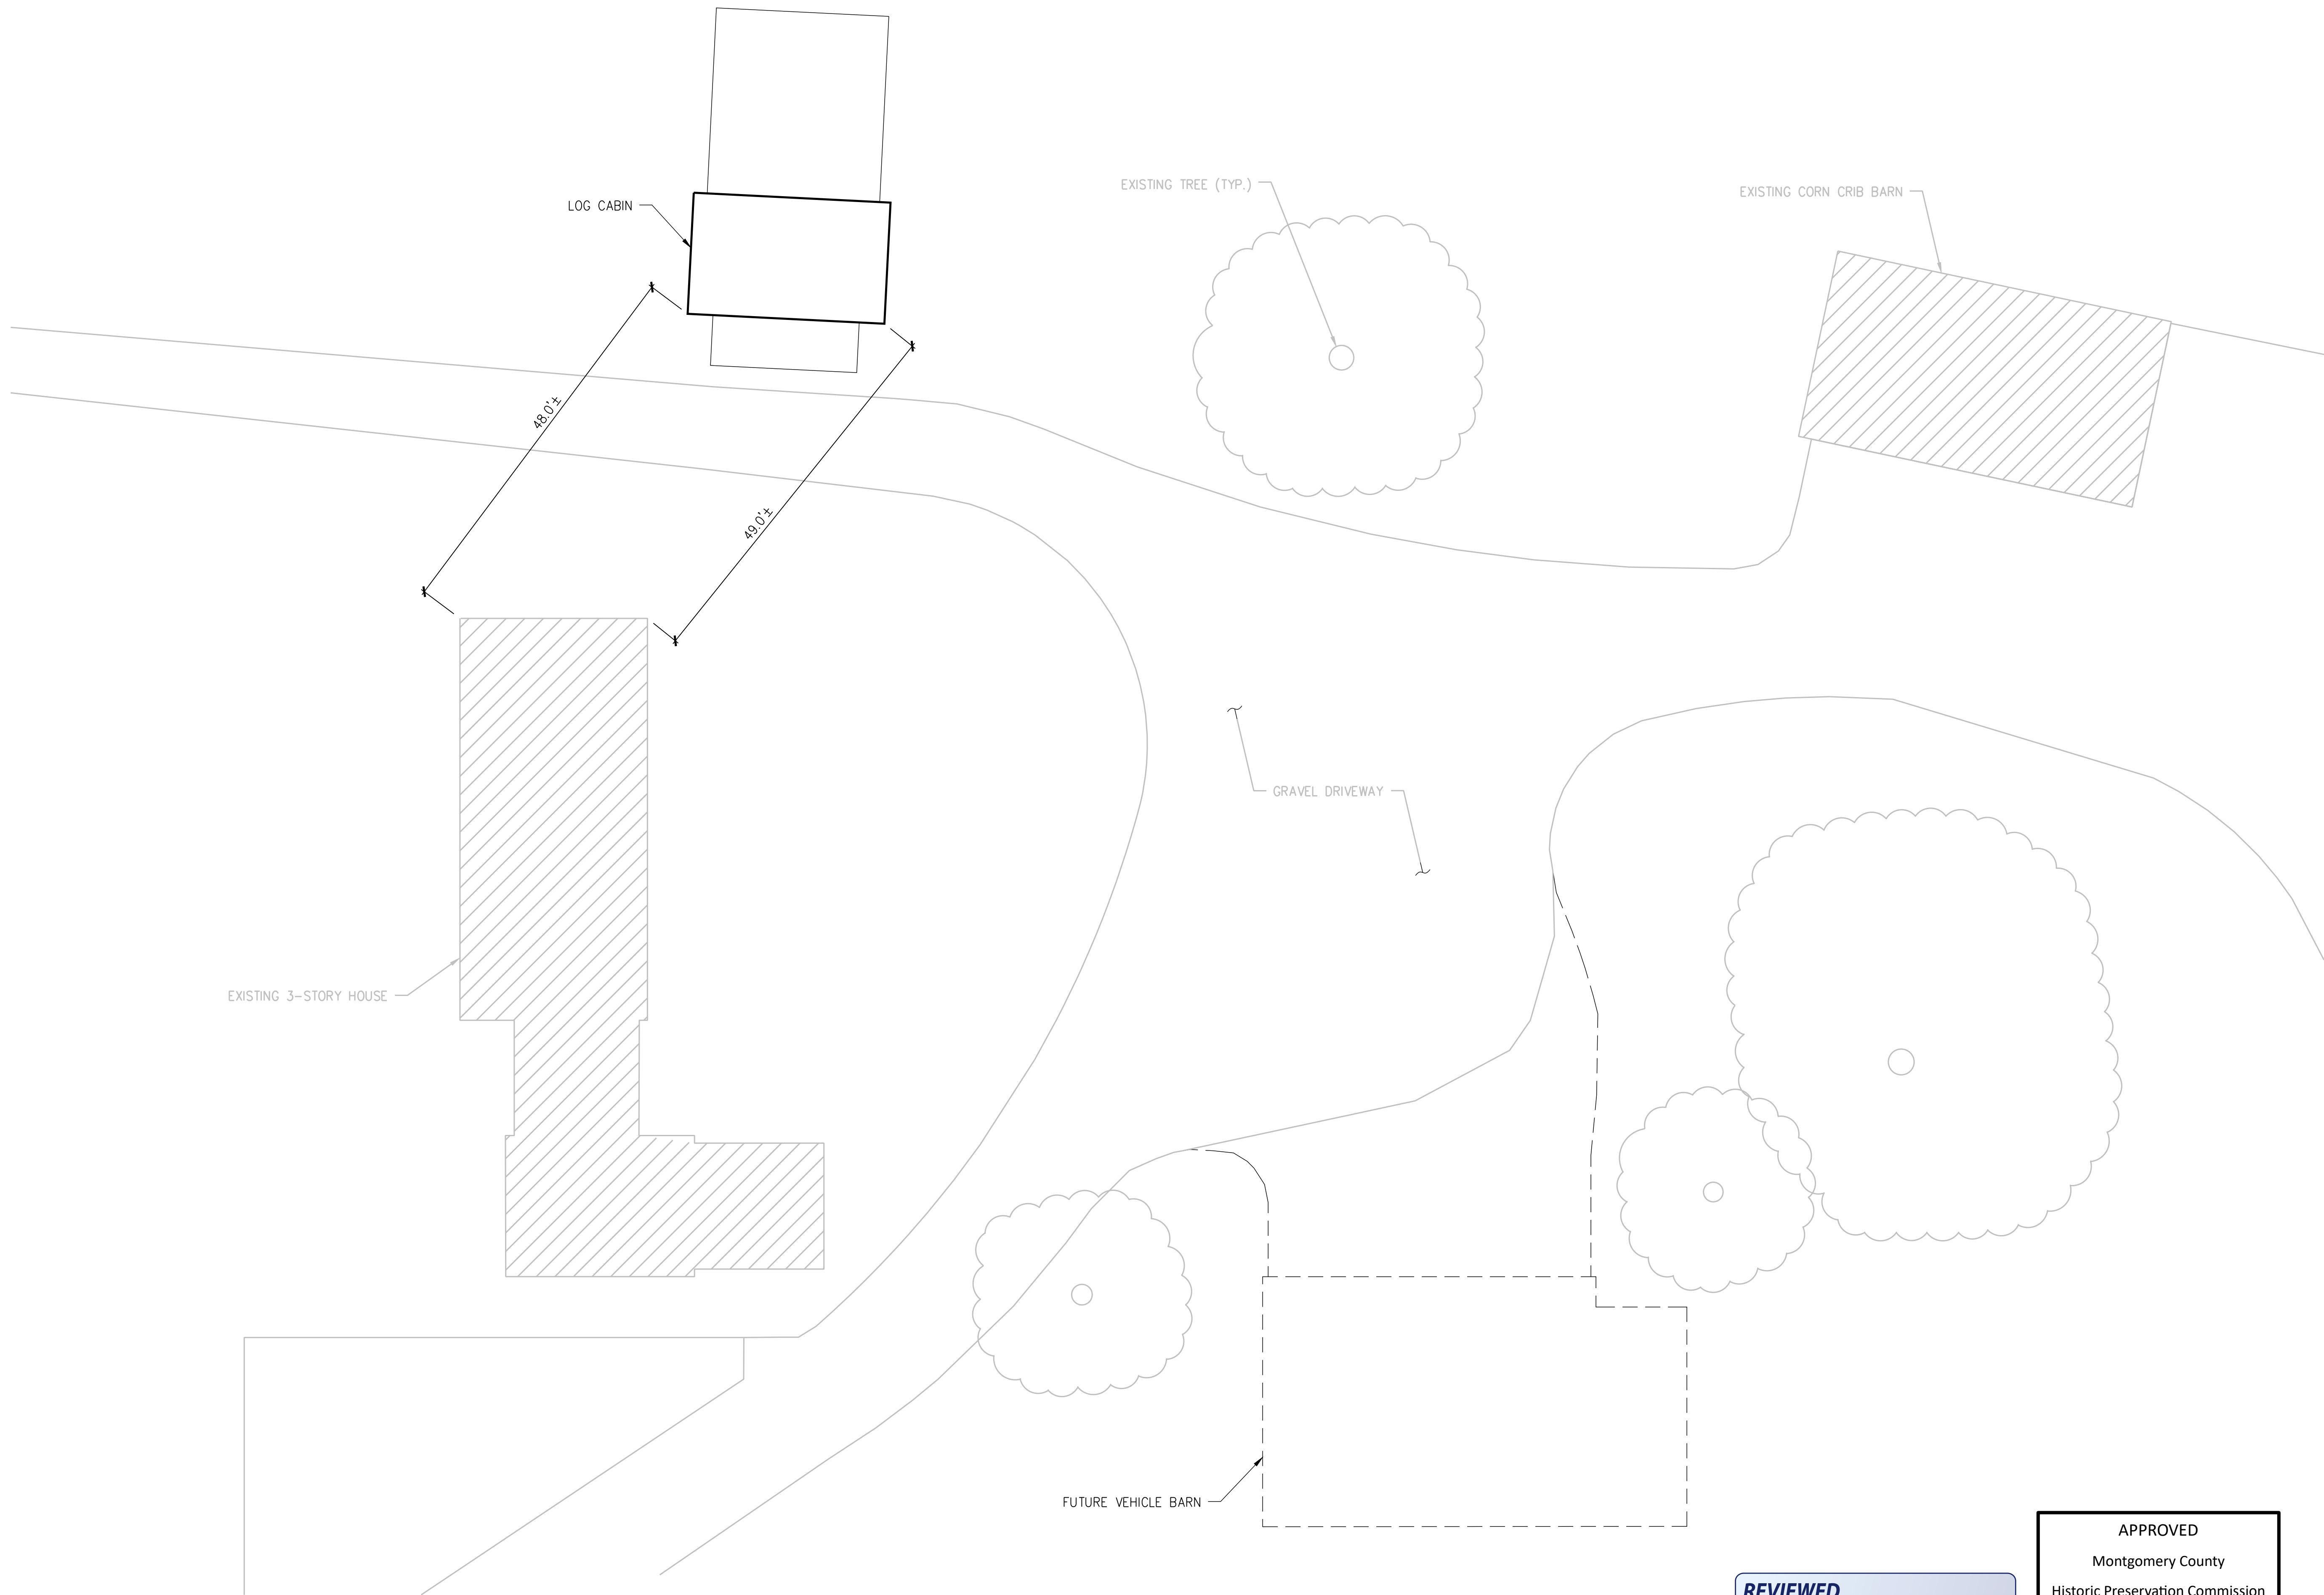 LOG CABIN
EXISTING TREE (TYP.)
EXISTING CORN CRIB BARN
48.0'±
49.0'±
GRAVEL DRIVEWAY
EXISTING 3-STORY HOUSE
FUTURE VEHICLE BARN
APPROVED
Montgomery County
Historic Preservation Commission
REVIEWED